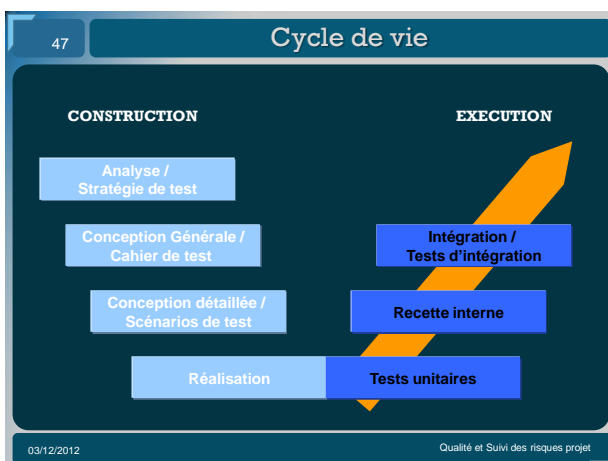 47
Cycle de vie
CONSTRUCTION
EXECUTION
Analyse /
Stratégie de test
Conception Générale /
Cahier de test
Intégration /
Tests d'intégration
Conception détaillée /
Scénarios de test
Recette interne
Réalisation
Tests unitaires
03/12/2012
Qualité et Suivi des risques projet